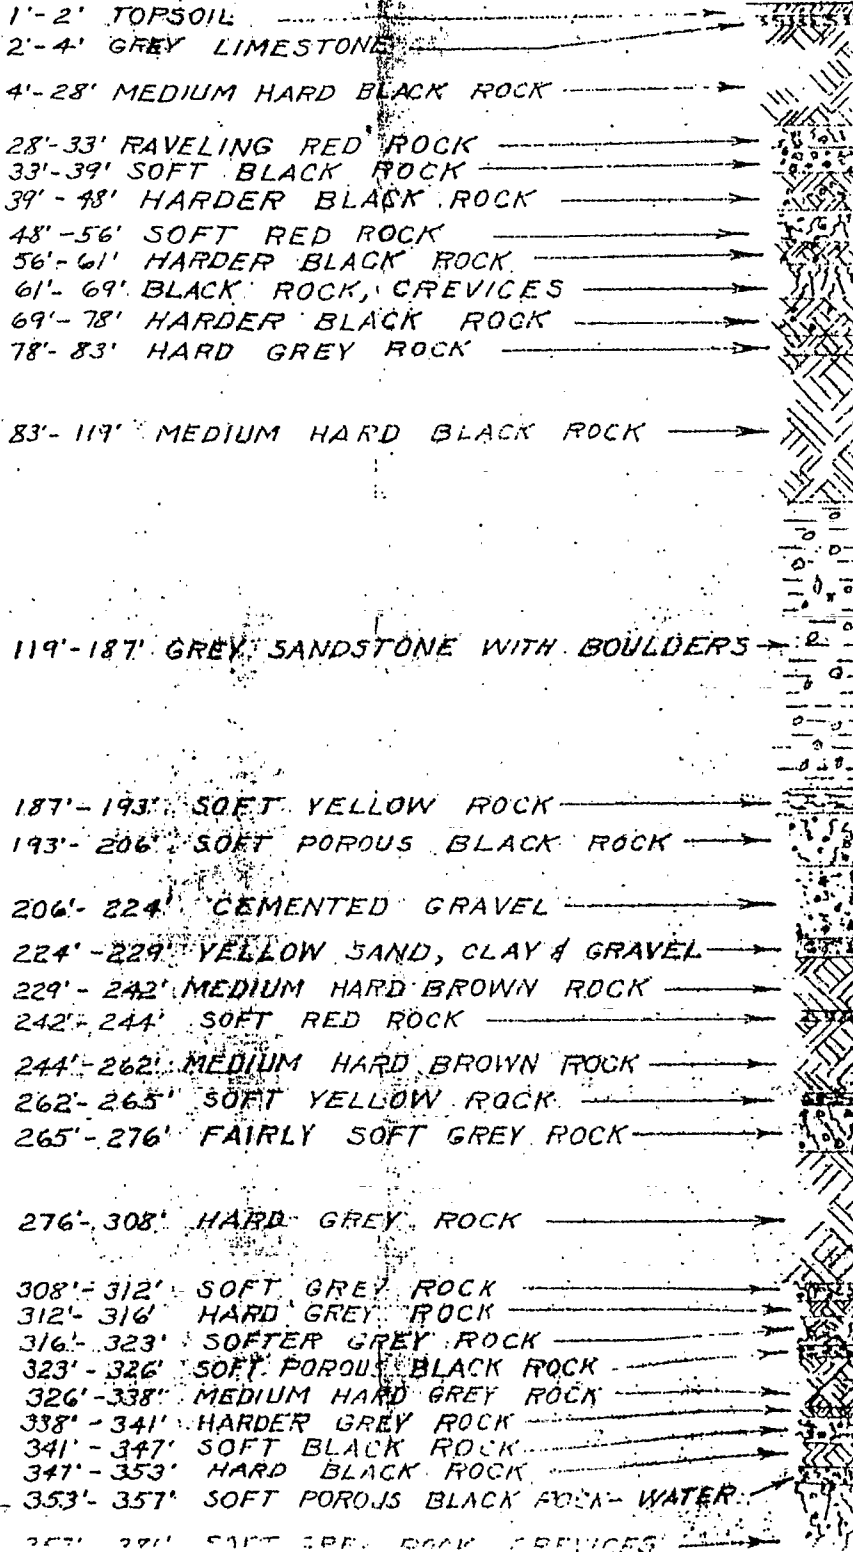 1'-2' TOPSOIL
2'-4' GREY LIMESTONE
4'-28' MEDIUM HARD BLACK ROCK
28'-33' RAVELING RED ROCK
33'-39' SOFT BLACK ROCK
39'-48' HARDER BLACK ROCK
48'-56' SOFT RED ROCK
56'-61' HARDER BLACK ROCK
61'-69' BLACK ROCK, CREVICES
69'-78' HARDER BLACK ROCK
78'-83' HARD GREY ROCK
83'-119' MEDIUM HARD BLACK ROCK
119'-187' GREY SANDSTONE WITH BOULDERS
187'-193' SOFT YELLOW ROCK
193'-206' SOFT POROUS BLACK ROCK
206'-224' CEMENTED GRAVEL
224'-229' YELLOW SAND, CLAY & GRAVEL
229'-242' MEDIUM HARD BROWN ROCK
242'-244' SOFT RED ROCK
244'-262' MEDIUM HARD BROWN ROCK
262'-265' SOFT YELLOW ROCK
265'-276' FAIRLY SOFT GREY ROCK
276'-308' HARD GREY ROCK
308'-312' SOFT GREY ROCK
312'-316' HARD GREY ROCK
316'-323' SOFTER GREY ROCK
323'-326' SOFT POROUS BLACK ROCK
326'-338' MEDIUM HARD GREY ROCK
338'-341' HARDER GREY ROCK
341'-347' SOFT BLACK ROCK
347'-353' HARD BLACK ROCK
353'-357' SOFT POROUS BLACK ROCK - WATER
SOFT GREY ROCK CREVICES